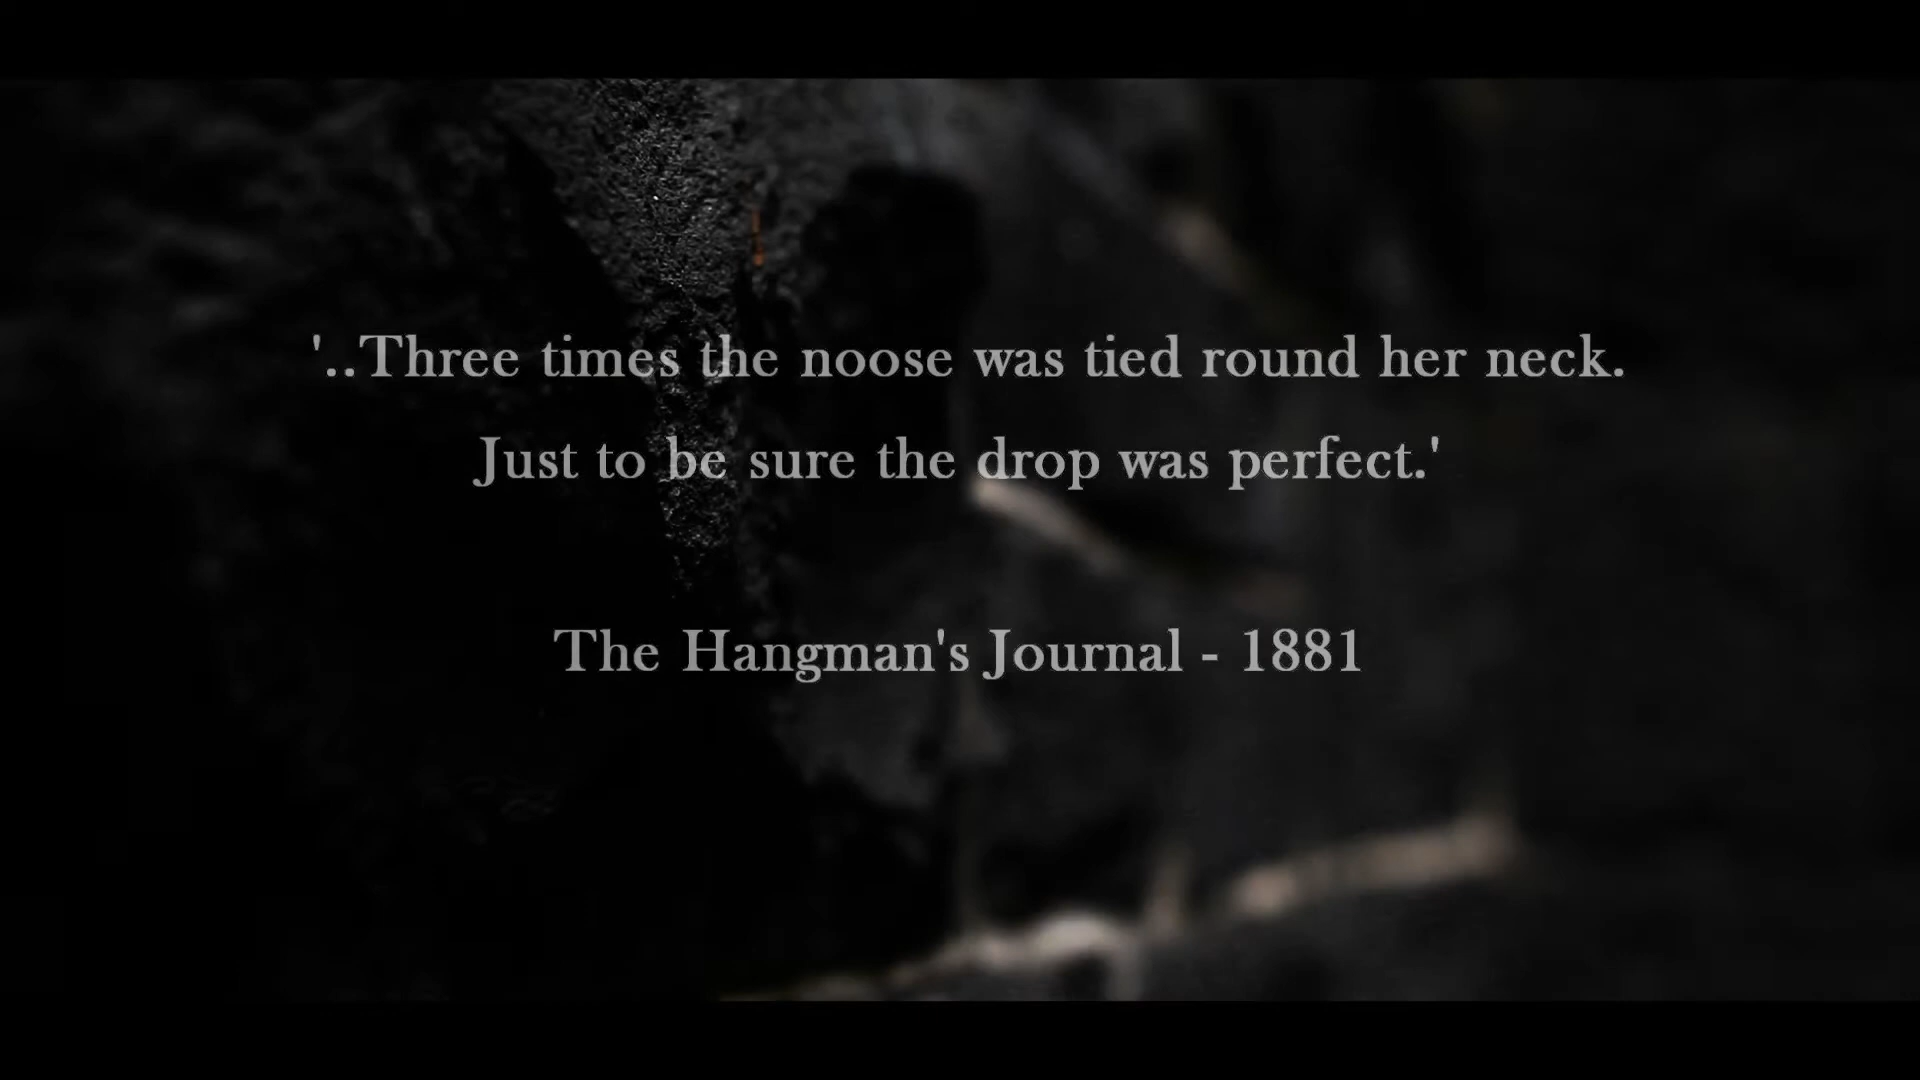 '..Three times the noose was tied round her neck.
Just to be sure the drop was perfect.'
The Hangman's Journal - 1881